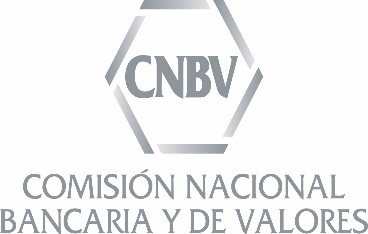 CNBV
COMISIÓN NACIONAL
BANCARIA Y DE VALORES